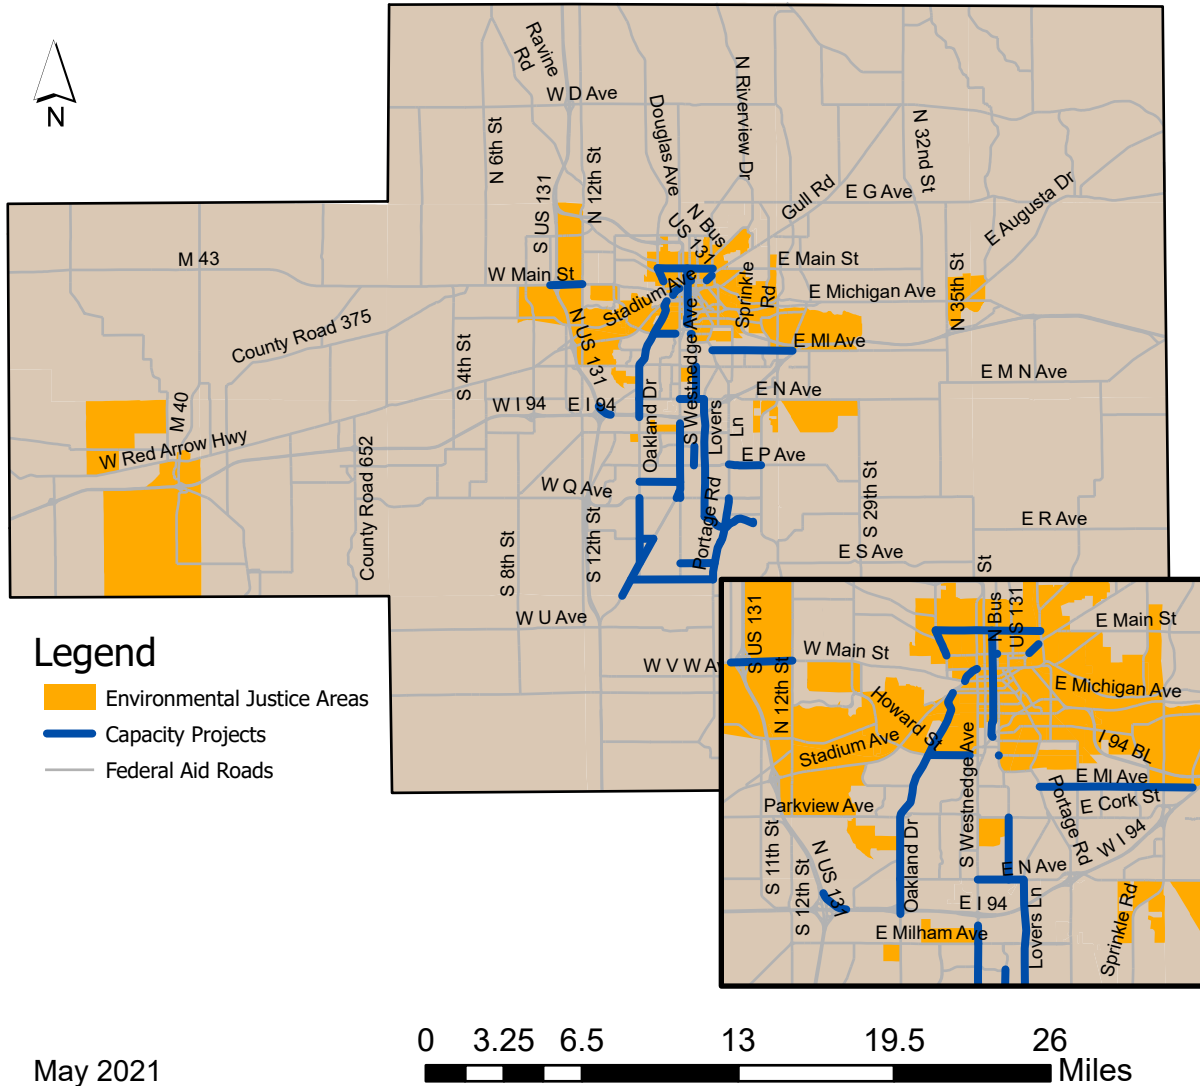 Ravine
Rd
W D Ave
N 6th St
S US 131
N 12th St
Douglas Ave
N Riverview Dr
N 32nd St
Gull Rd
E G Ave
E Augusta Dr
N Bus
US 131
M 43
W Main St
E Main St
Stadium Ave
Sprinkle
Rd
E Michigan Ave
N 35th St
County Road 375
N US 131
E MI Ave
S 4th St
S Westnedge Ave
E M N Ave
E N Ave
W I 94
E I 94
M 40
Oakland Dr
Lovers
Ln
W Red Arrow Hwy
County Road 652
E P Ave
W Q Ave
Portage Rd
S 29th St
E R Ave
S 8th St
S 12th St
E S Ave
St
W U Ave
W V W Av
N
Legend
Environmental Justice Areas
Capacity Projects
Federal Aid Roads
S US 131
N Bus
US 131
E Main St
W Main St
N 12th St
E Michigan Ave
Howard St
Stadium Ave
I 94 BL
S Westnedge Ave
E MI Ave
E Cork St
Parkview Ave
Portage Rd
W I 94
S 11th St
N US 131
Oakland Dr
E N Ave
S 12th St
E I 94
Lovers Ln
E Milham Ave
Sprinkle Rd
0 3.25 6.5 13 19.5 26
Miles
May 2021